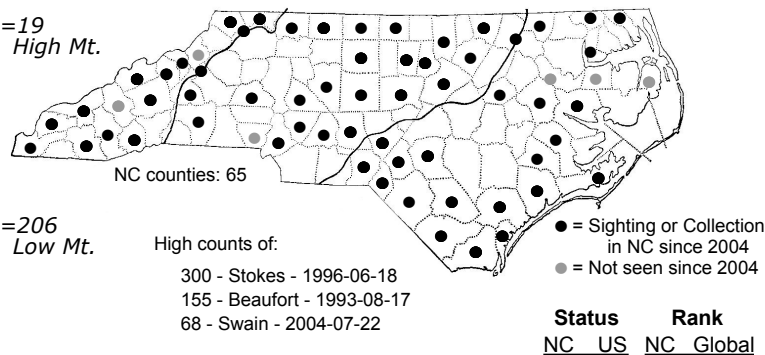 =19
High Mt.
NC counties: 65
=206
Low Mt.
High counts of:
300 - Stokes - 1996-06-18
155 - Beaufort - 1993-08-17
68 - Swain - 2004-07-22
= Sighting or Collection
in NC since 2004
= Not seen since 2004
Status Rank
NC US NC Global